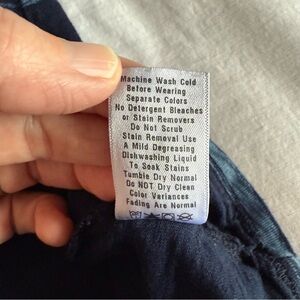 Machine Wash Cold
Before Wearing
Separate Colors
No Detergent Bleaches
or Stain Removers
Do Not Scrub
Stain Removal Use
A Mild Degreasing
Dishwashing Liquid
To Soak Stains
Tumble Dry Normal
Do NOT Dry Clean
Color Variances
Fading Are Normal